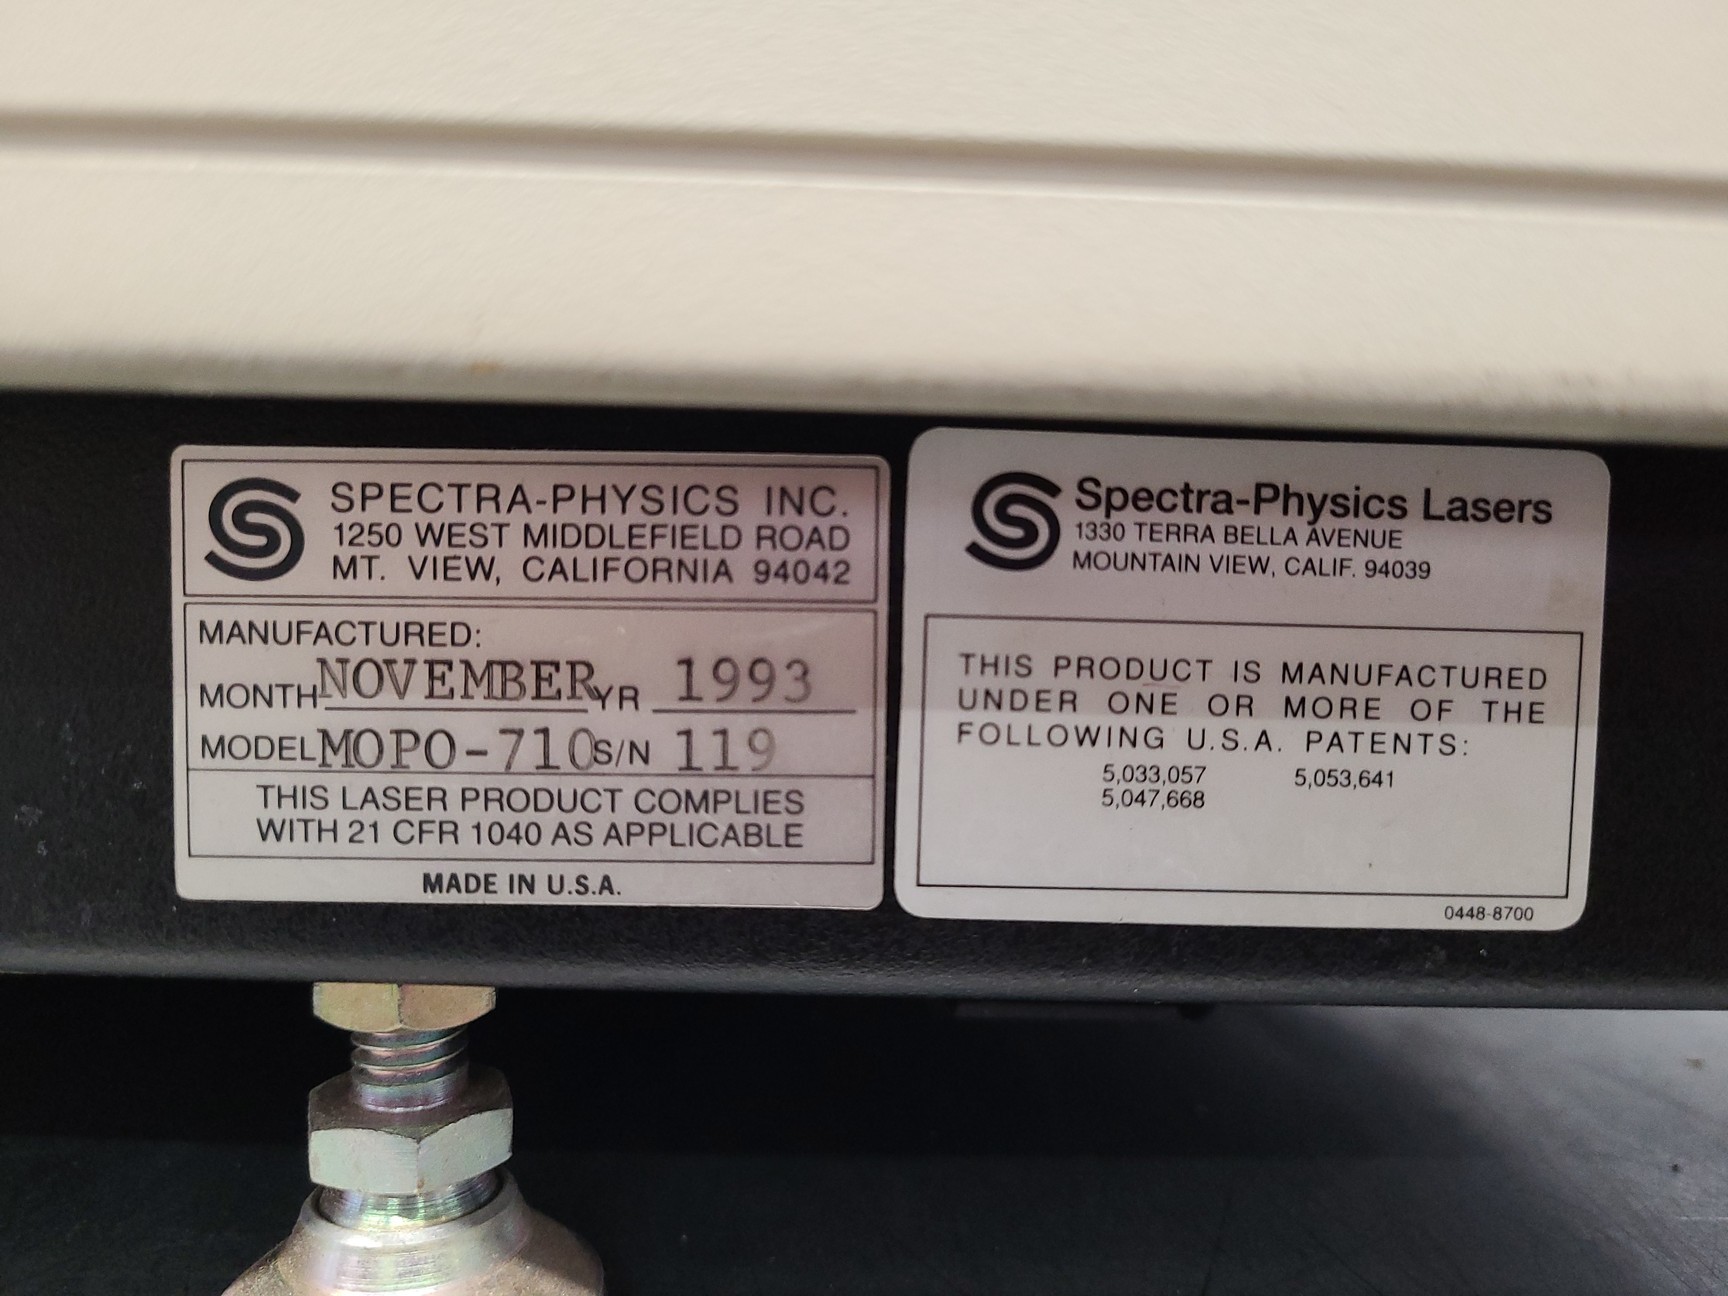 SPECTRA-PHYSICS INC.
1250 WEST MIDDLEFIELD ROAD
MT. VIEW, CALIFORNIA 94042
MANUFACTURED:
MONTH NOVEMBER YR 1993
MODEL MOPO-710 S/N 119
THIS LASER PRODUCT COMPLIES
WITH 21 CFR 1040 AS APPLICABLE
MADE IN U.S.A.
Spectra-Physics Lasers
1330 TERRA BELLA AVENUE
MOUNTAIN VIEW, CALIF. 94039
THIS PRODUCT IS MANUFACTURED
UNDER ONE OR MORE OF THE
FOLLOWING U.S.A. PATENTS:
5,033,057 5,053,641
5,047,668
0448-8700